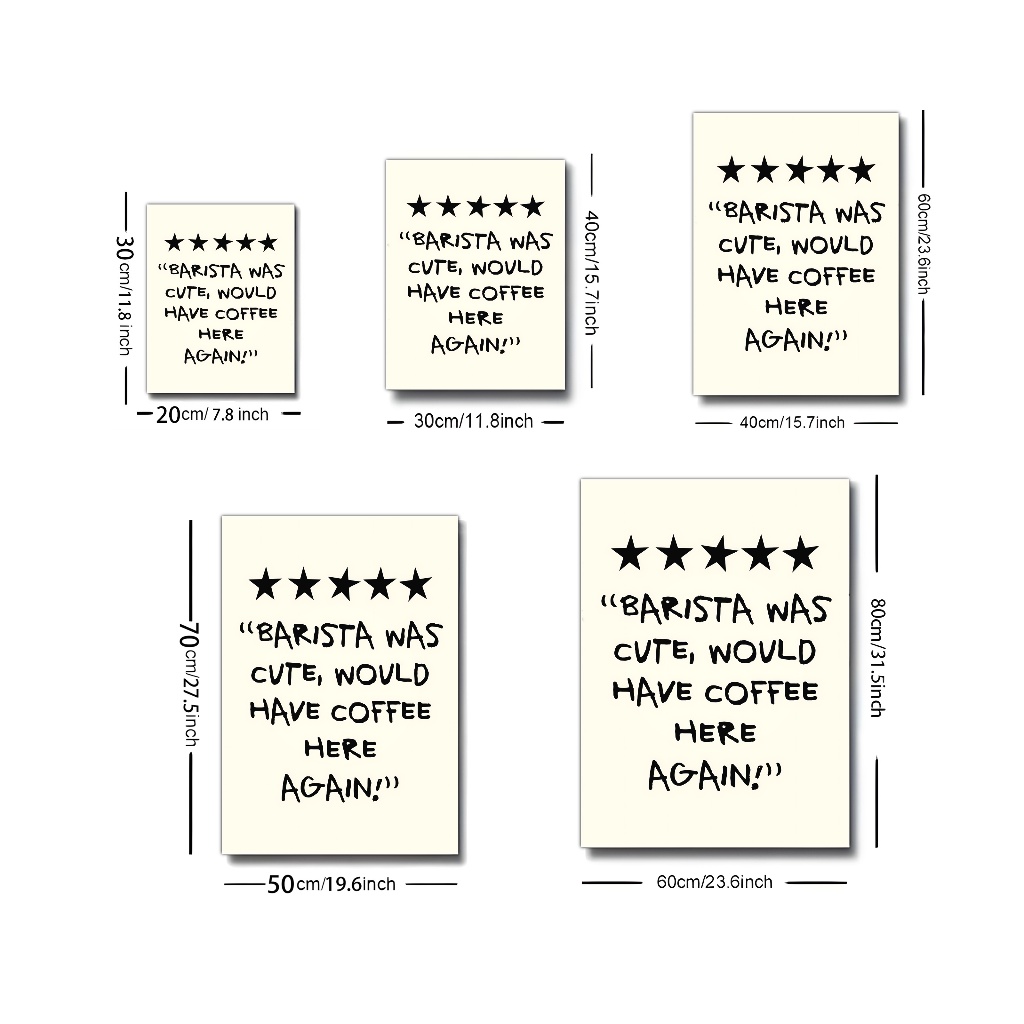 ★★★★★
“BARISTA WAS
CUTE, WOULD
HAVE COFFEE
HERE
AGAIN!”
30cm/11.8 inch
20cm/ 7.8 inch
★★★★★
“BARISTA WAS
CUTE, WOULD
HAVE COFFEE
HERE
AGAIN!”
40cm/15.7inch
30cm/11.8inch
★★★★★
“BARISTA WAS
CUTE, WOULD
HAVE COFFEE
HERE
AGAIN!”
60cm/23.6inch
40cm/15.7inch
★★★★★
“BARISTA WAS
CUTE, WOULD
HAVE COFFEE
HERE
AGAIN!”
70cm/27.5inch
50cm/19.6inch
★★★★★
“BARISTA WAS
CUTE, WOULD
HAVE COFFEE
HERE
AGAIN!”
80cm/31.5inch
60cm/23.6inch